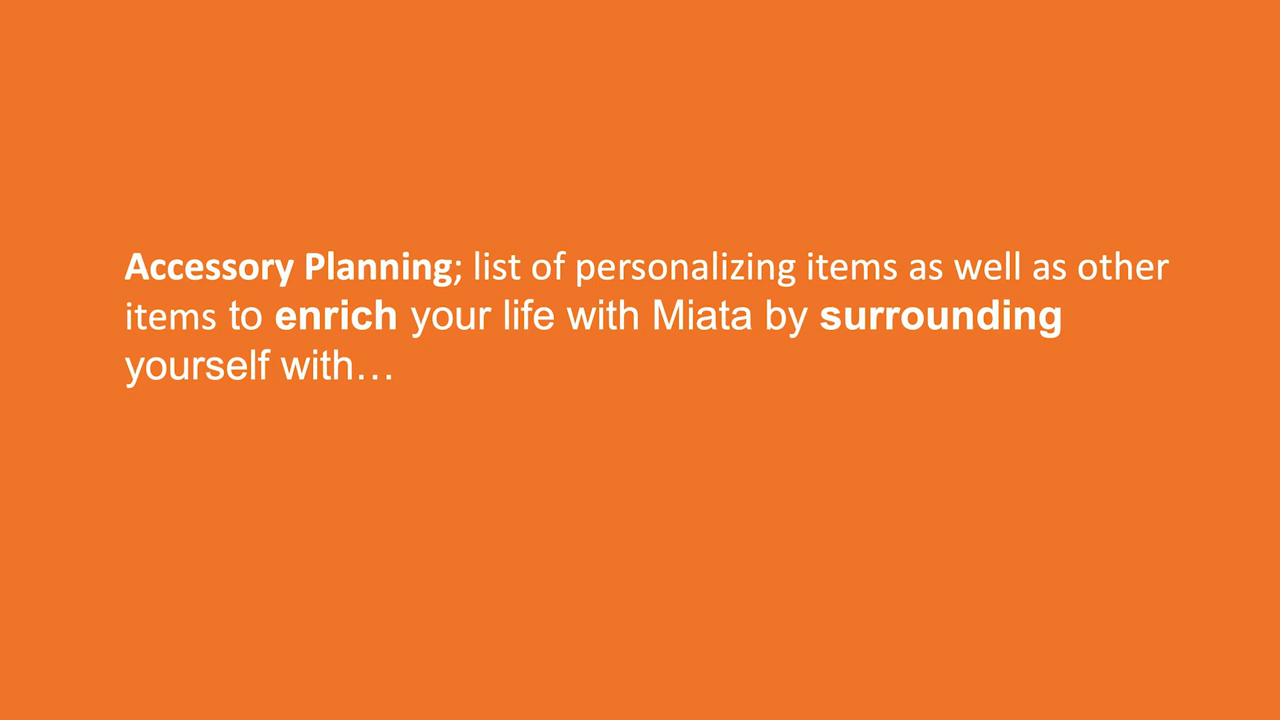 Accessory Planning; list of personalizing items as well as other
items to enrich your life with Miata by surrounding
yourself with…